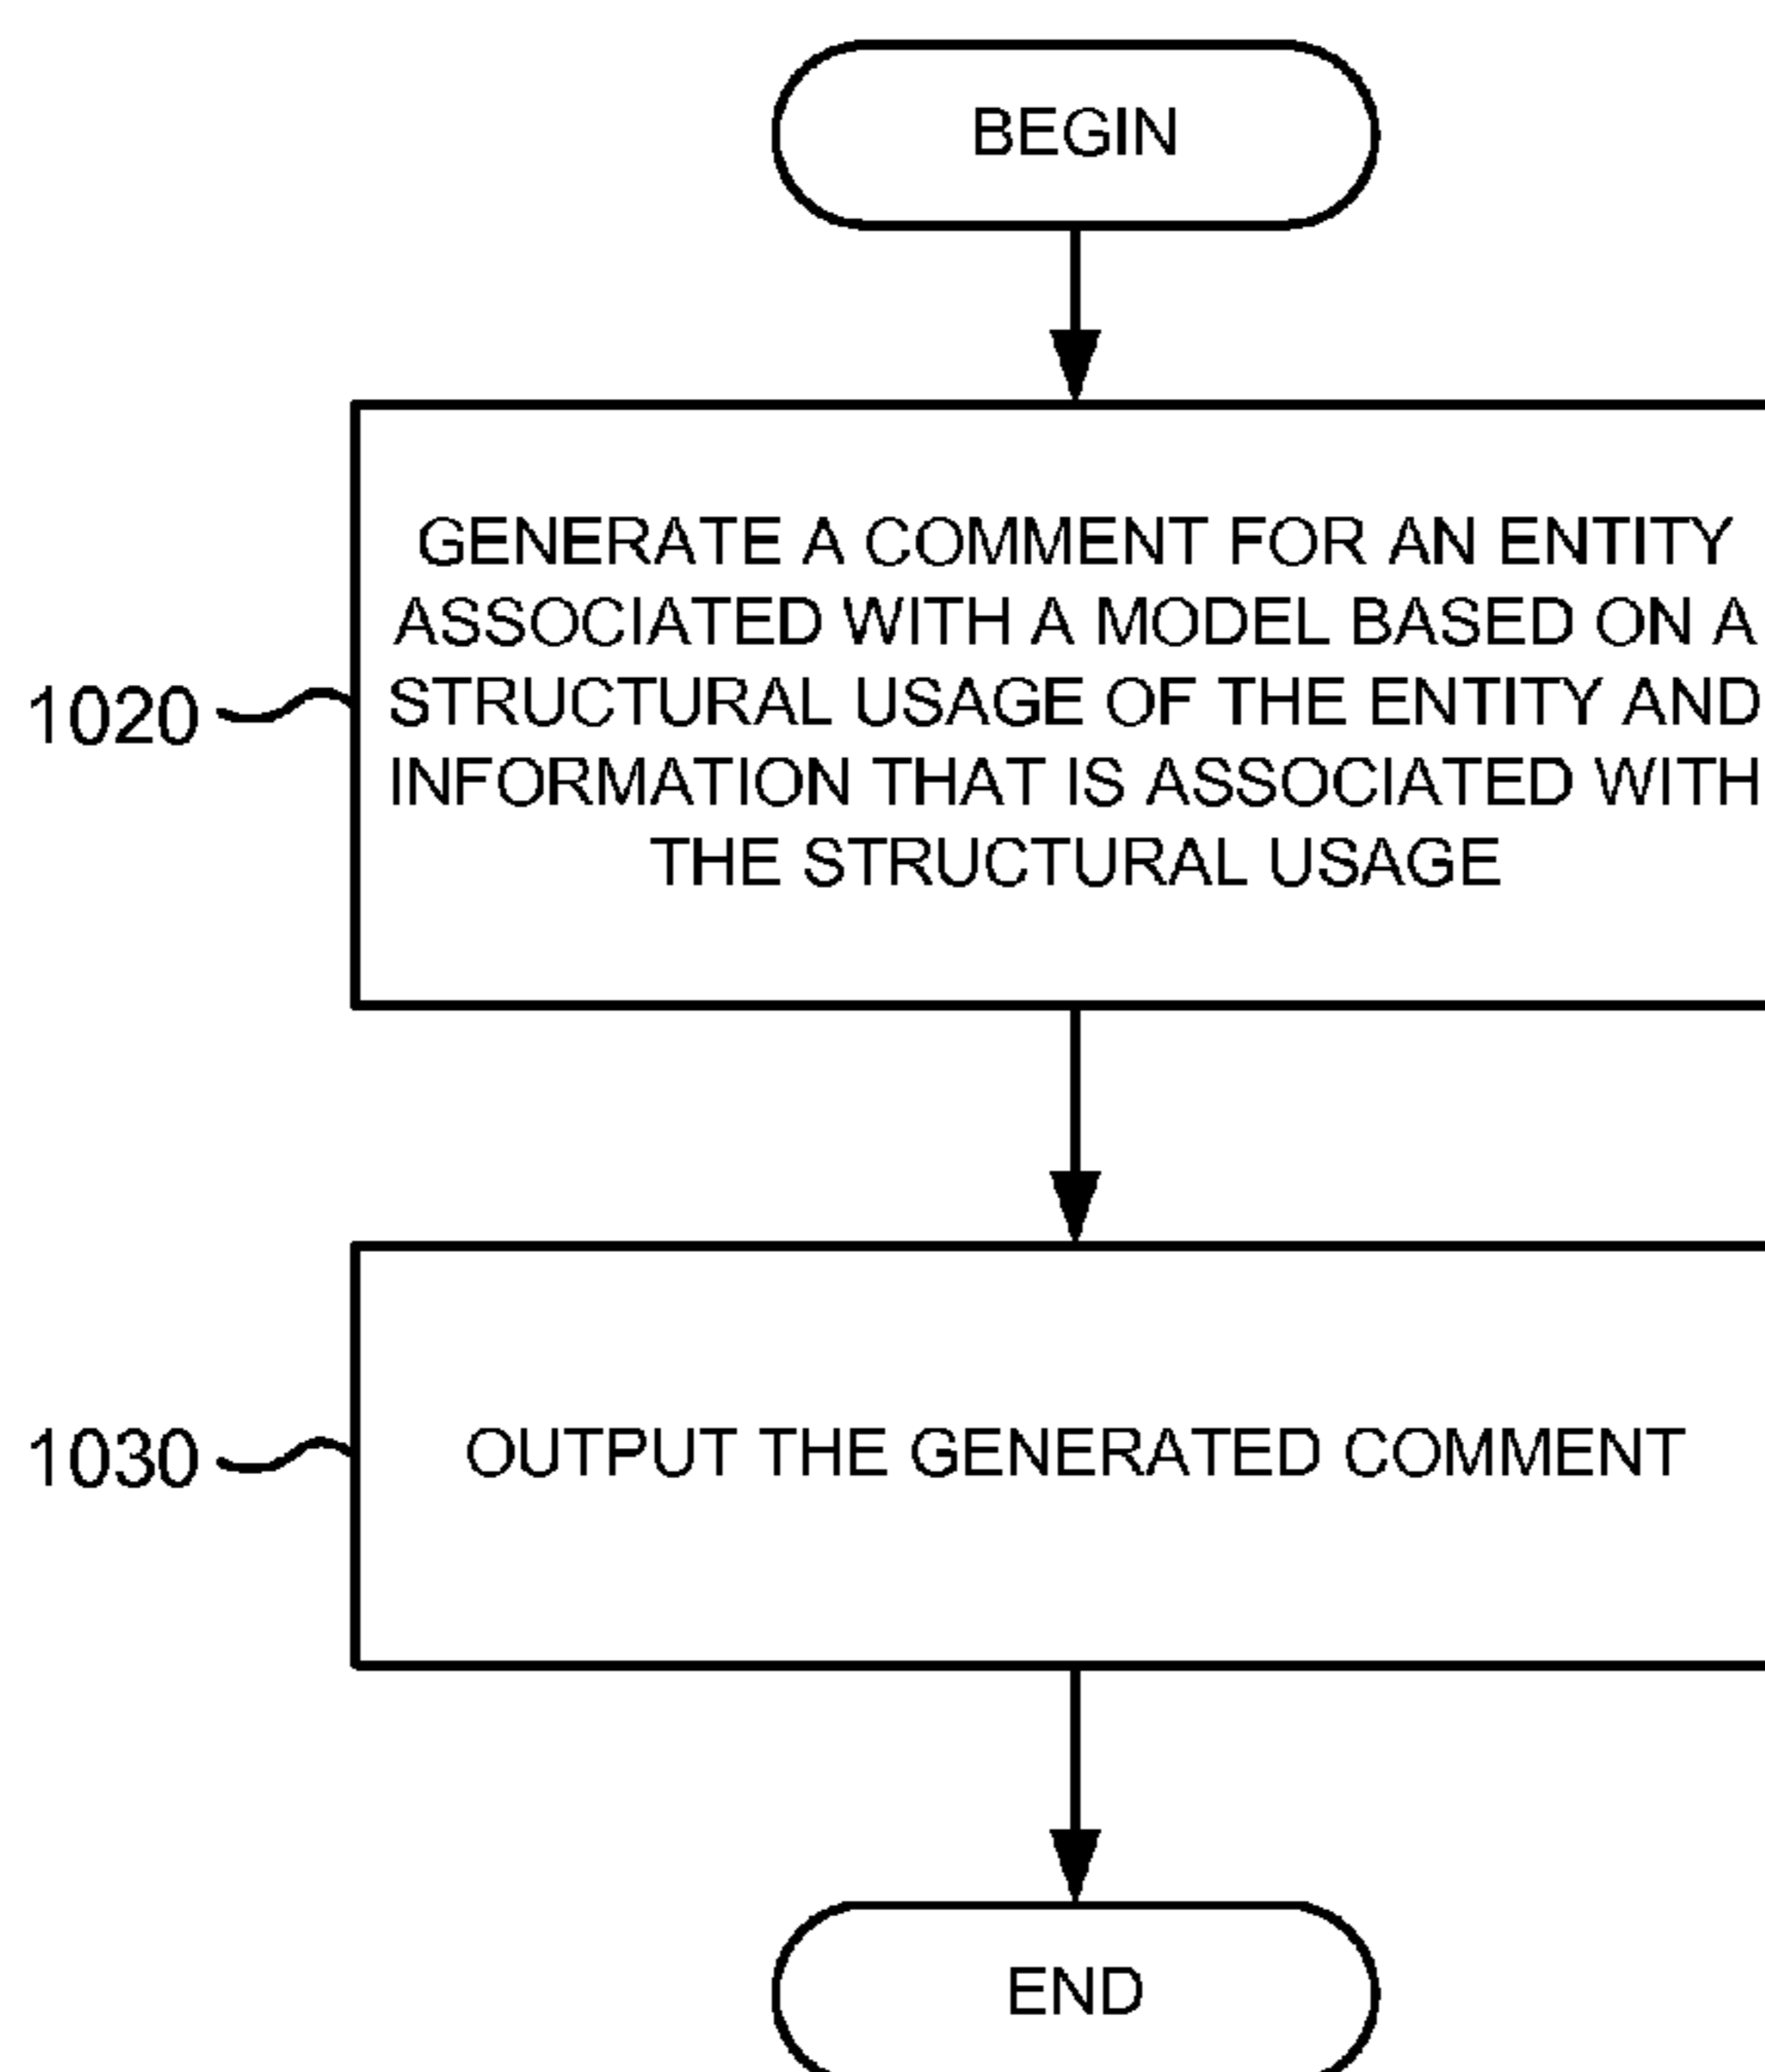 BEGIN
GENERATE A COMMENT FOR AN ENTITY
ASSOCIATED WITH A MODEL BASED ON A
STRUCTURAL USAGE OF THE ENTITY AND
1020
INFORMATION THAT IS ASSOCIATED WITH
THE STRUCTURAL USAGE
1030
OUTPUT THE GENERATED COMMENT
END